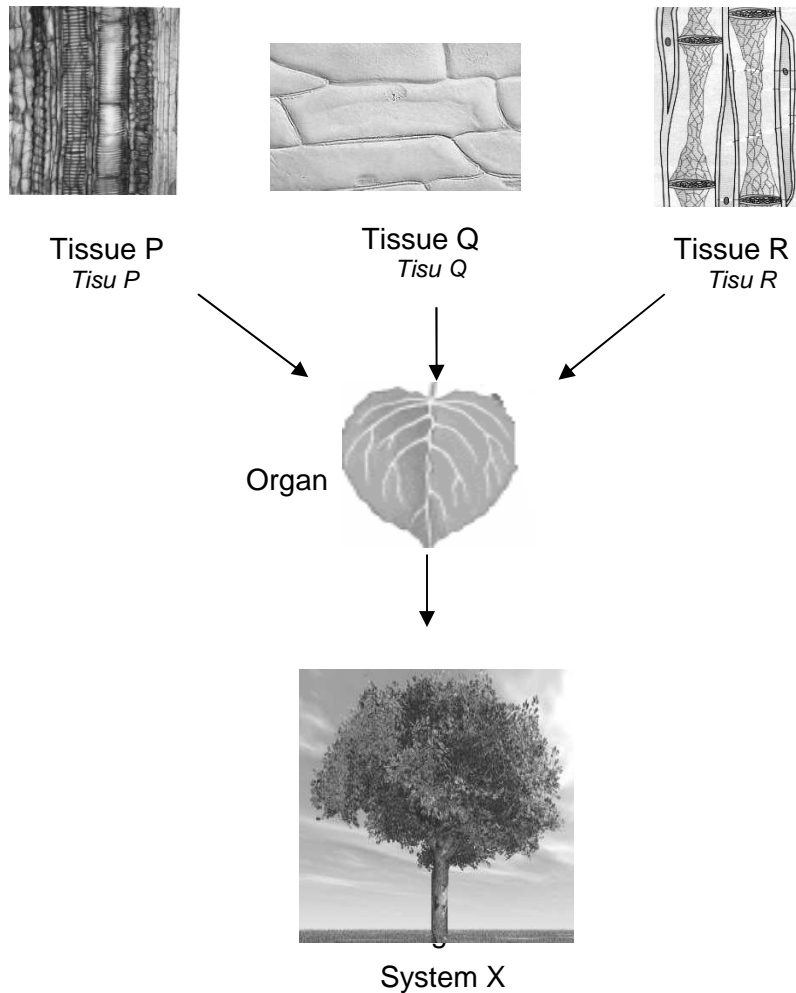 Tissue P
Tisu P
Tissue Q
Tisu Q
Tissue R
Tisu R
Organ
System X